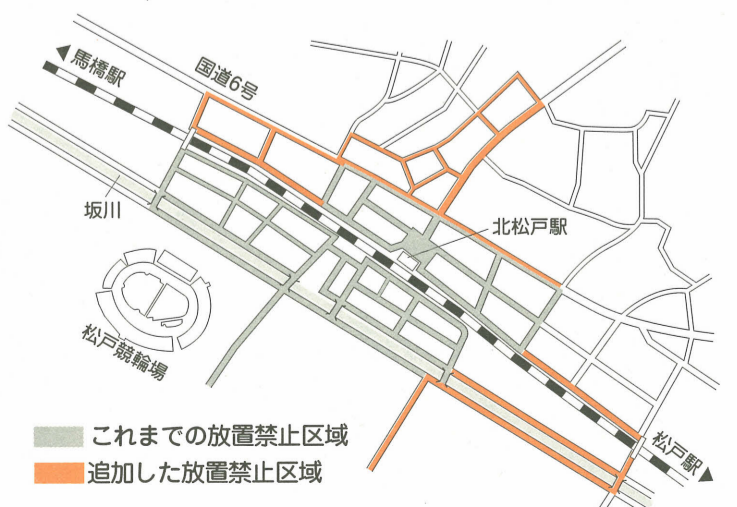 馬橋駅
国道6号
坂川
北松戸駅
松戸競輪場
これまでの放置禁止区域
追加した放置禁止区域
松戸駅